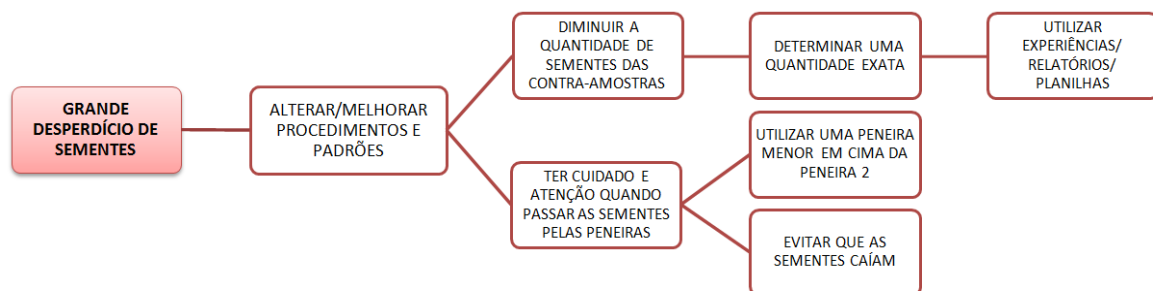 GRANDE
DESPERDÍCIO DE
SEMENTES
ALTERAR/MELHORAR
PROCEDIMENTOS E
PADRÕES
DIMINUIR A
QUANTIDADE DE
SEMENTES DAS
CONTRA-AMOSTRAS
DETERMINAR UMA
QUANTIDADE EXATA
UTILIZAR
EXPERIÊNCIAS/
RELATÓRIOS/
PLANILHAS
TER CUIDADO E
ATENÇÃO QUANDO
PASSAR AS SEMENTES
PELAS PENEIRAS
UTILIZAR UMA PENEIRA
MENOR EM CIMA DA
PENEIRA 2
EVITAR QUE AS
SEMENTES CAÍAM